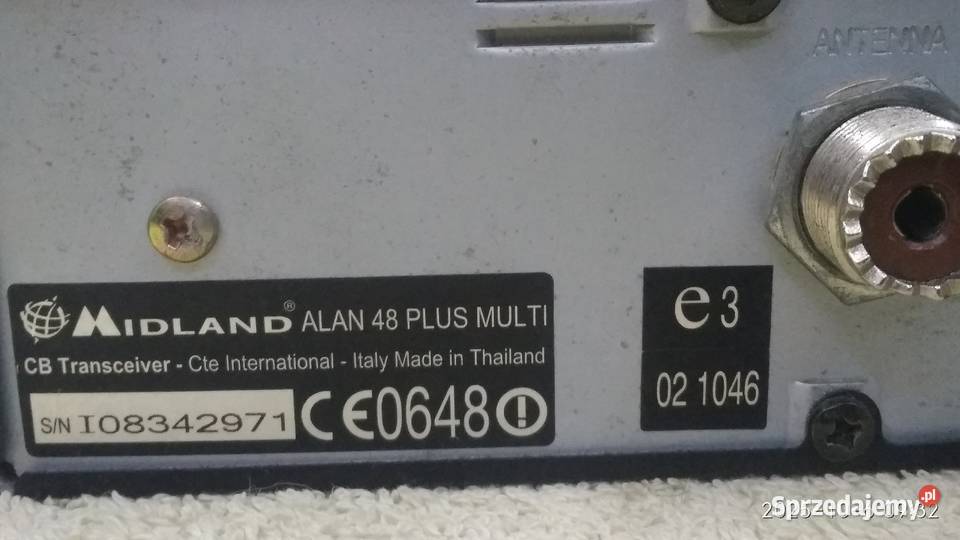 ANTENNA
MIDLAND® ALAN 48 PLUS MULTI
CB Transceiver - Cte International - Italy Made in Thailand
S/N I08342971 CE0648
e3
02 1046
Sprzedajemy.pl